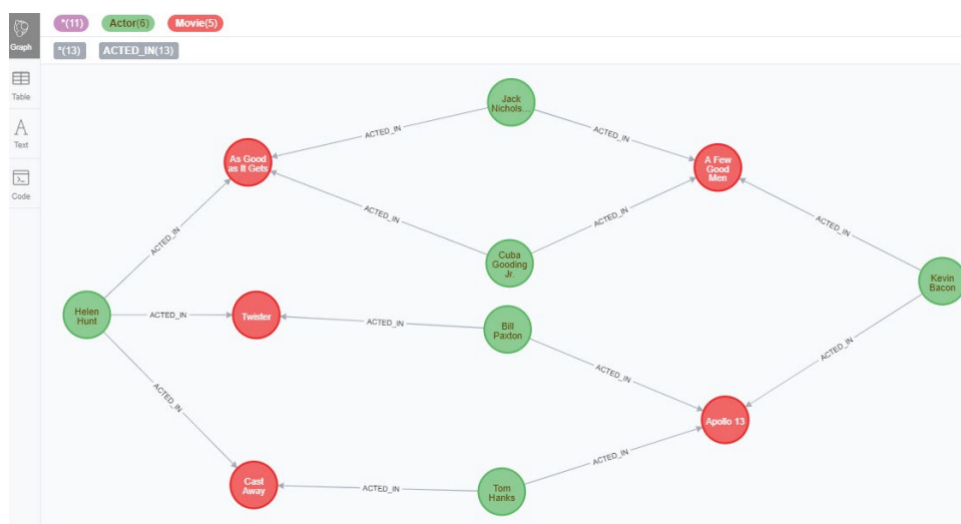 *(11) Actor(6) Movie(5)
Graph
*(13) ACTED_IN(13)
Table
A
Text
Code
Jack
Nichols...
ACTED_IN
ACTED_IN
As Good
as It Gets
A Few
Good
Men
ACTED_IN
ACTED_IN
ACTED_IN
ACTED_IN
Cuba
Gooding
Jr.
Kevin
Bacon
Helen
Hunt
ACTED_IN
Twister
ACTED_IN
Bill
Paxton
ACTED_IN
ACTED_IN
ACTED_IN
Apollo 13
ACTED_IN
Cast
Away
ACTED_IN
Tom
Hanks